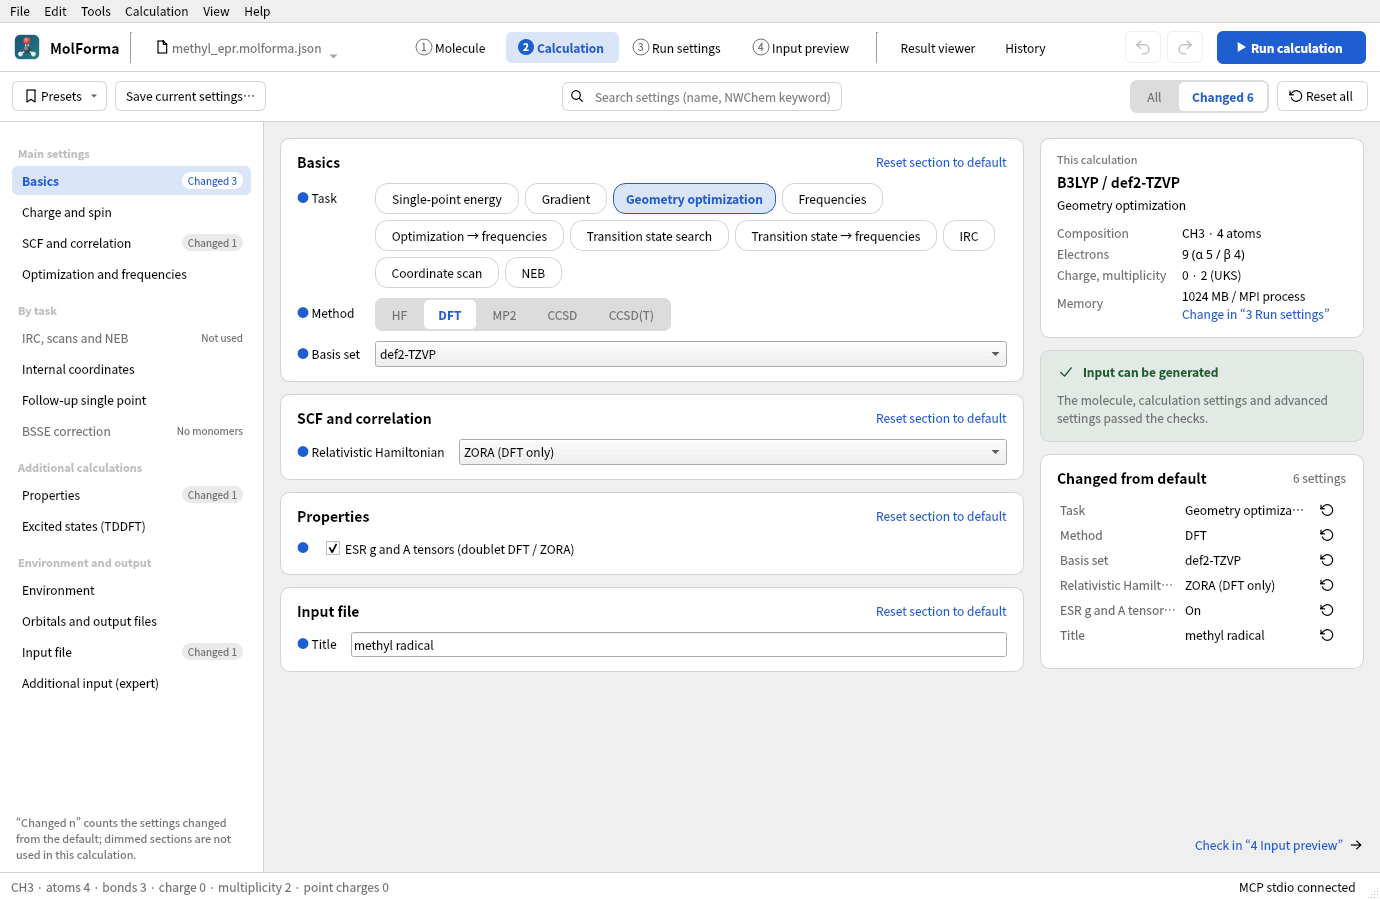 File Edit Tools Calculation View Help
MolForma
methyl_epr.molforma.json
1 Molecule
2 Calculation
3 Run settings
4 Input preview
Result viewer
History
Run calculation
Presets
Save current settings···
Search settings (name, NWChem keyword)
All
Changed 6
Reset all
Main settings
Basics Changed 3
Charge and spin
SCF and correlation Changed 1
Optimization and frequencies
By task
IRC, scans and NEB Not used
Internal coordinates
Follow-up single point
BSSE correction No monomers
Additional calculations
Properties Changed 1
Excited states (TDDFT)
Environment and output
Environment
Orbitals and output files
Input file Changed 1
Additional input (expert)
“Changed n” counts the settings changed
from the default; dimmed sections are not
used in this calculation.
Basics Reset section to default
Task Single-point energy Gradient Geometry optimization Frequencies
Optimization → frequencies Transition state search Transition state → frequencies IRC
Coordinate scan NEB
Method HF DFT MP2 CCSD CCSD(T)
Basis set def2-TZVP
SCF and correlation Reset section to default
Relativistic Hamiltonian ZORA (DFT only)
Properties Reset section to default
ESR g and A tensors (doublet DFT / ZORA)
Input file Reset section to default
Title methyl radical
This calculation
B3LYP / def2-TZVP
Geometry optimization
Composition CH3 · 4 atoms
Electrons 9 (α 5 / β 4)
Charge, multiplicity 0 · 2 (UKS)
Memory 1024 MB / MPI process
Change in “3 Run settings”
Input can be generated
The molecule, calculation settings and advanced
settings passed the checks.
Changed from default 6 settings
Task Geometry optimiza···
Method DFT
Basis set def2-TZVP
Relativistic Hamilt··· ZORA (DFT only)
ESR g and A tensor··· On
Title methyl radical
Check in “4 Input preview” →
CH3 · atoms 4 · bonds 3 · charge 0 · multiplicity 2 · point charges 0
MCP stdio connected